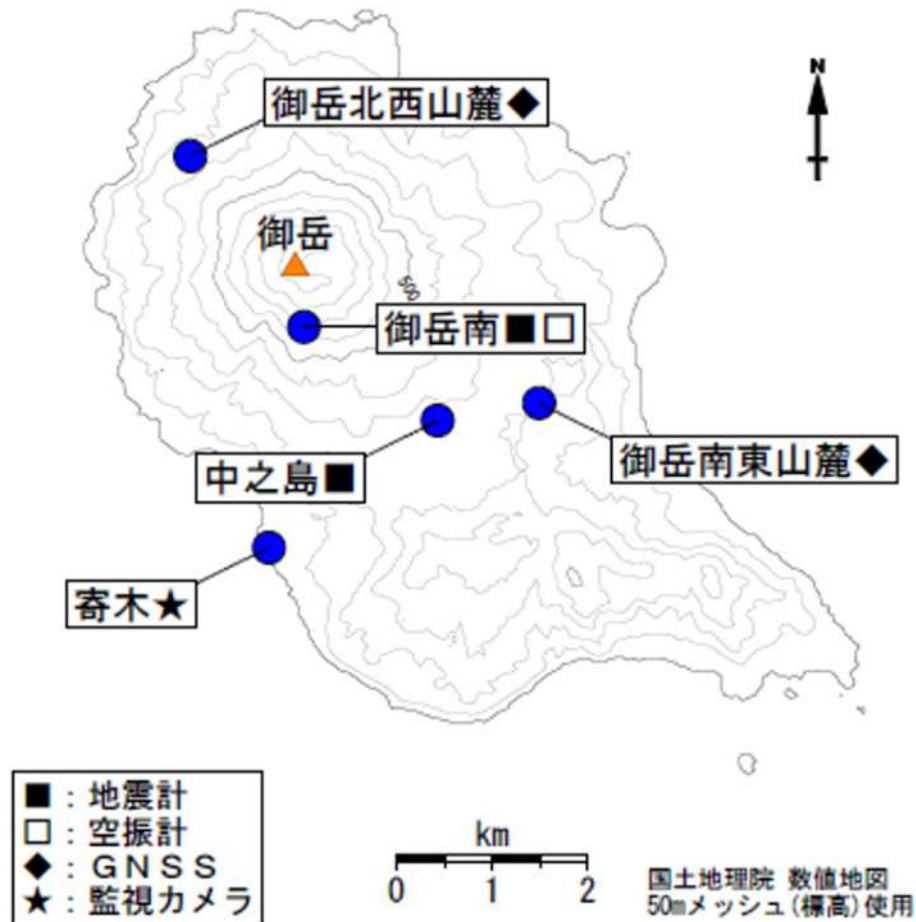 N
御岳北西山麓◆
御岳
500
御岳南■□
御岳南東山麓◆
中之島■
寄木★
■：地震計
□：空振計
◆：ＧＮＳＳ
★：監視カメラ
km
0 1 2
国土地理院 数値地図
50mメッシュ(標高)使用